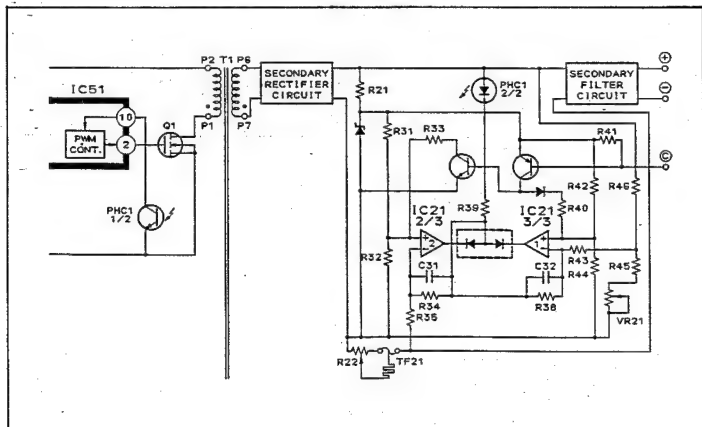 P2 T1 P6
IC51
10
PWM
CONT.
2
Q1
P1
P7
PHC1
1/2
SECONDARY
RECTIFIER
CIRCUIT
R21
PHC1
2/2
SECONDARY
FILTER
CIRCUIT
+
−
R31
R33
R41
C
R42
R46
R39
R40
IC21
2/3
IC21
3/3
+
2
−
+
1
−
R32
C31
C32
R43
R44
R45
R34
R38
R35
VR21
R22
TF21